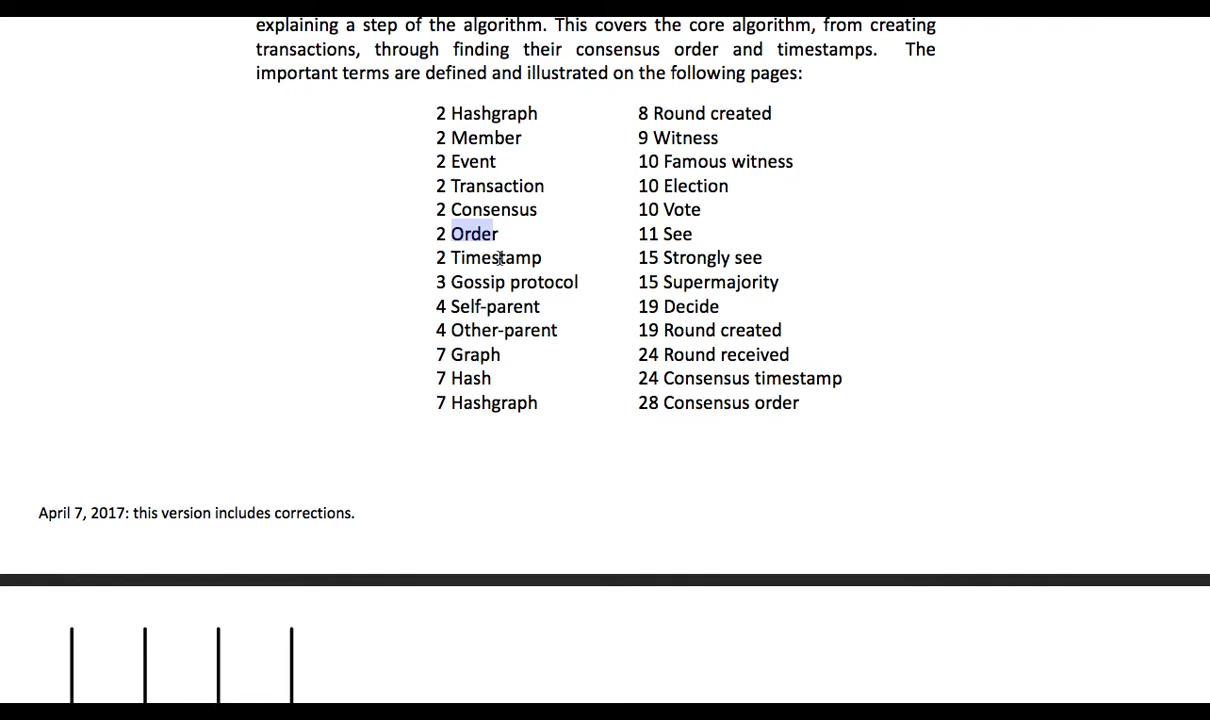 explaining a step of the algorithm. This covers the core algorithm, from creating
transactions, through finding their consensus order and timestamps. The
important terms are defined and illustrated on the following pages:
2 Hashgraph
2 Member
2 Event
2 Transaction
2 Consensus
2 Order
2 Timestamp
3 Gossip protocol
4 Self-parent
4 Other-parent
7 Graph
7 Hash
7 Hashgraph
8 Round created
9 Witness
10 Famous witness
10 Election
10 Vote
11 See
15 Strongly see
15 Supermajority
19 Decide
19 Round created
24 Round received
24 Consensus timestamp
28 Consensus order
April 7, 2017: this version includes corrections.